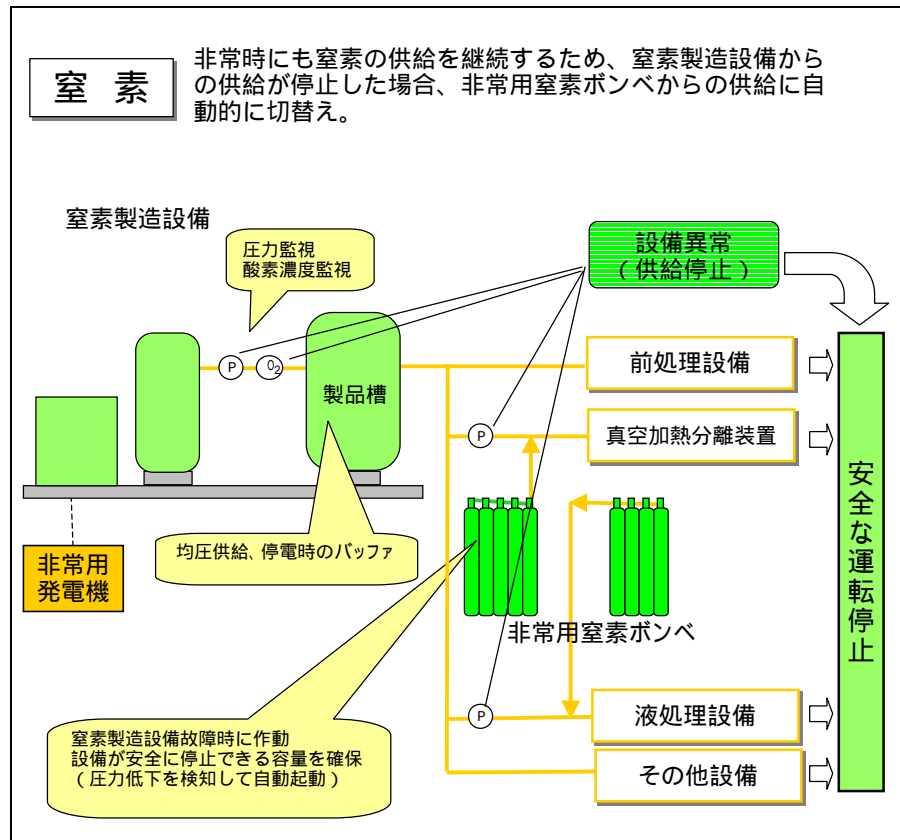 窒 素
非常時にも窒素の供給を継続するため、窒素製造設備から
の供給が停止した場合、非常用窒素ボンベからの供給に自
動的に切替え。
窒素製造設備
圧力監視
酸素濃度監視
設備異常
（供給停止）
P
O2
製品槽
前処理設備
P
真空加熱分離装置
安全な運転停止
均圧供給、停電時のバッファ
非常用
発電機
非常用窒素ボンベ
P
液処理設備
窒素製造設備故障時に作動
設備が安全に停止できる容量を確保
（圧力低下を検知して自動起動）
その他設備